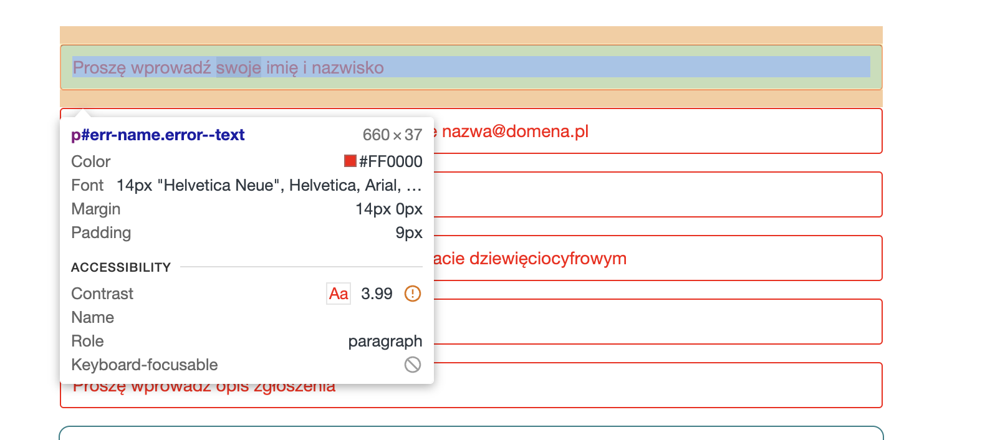 Proszę wprowadź swoje imię i nazwisko
nazwa@domena.pl
p#err-name.error--text 660 × 37
Color #FF0000
Font 14px "Helvetica Neue", Helvetica, Arial, …
Margin 14px 0px
Padding 9px
acie dziewięciocyfrowym
ACCESSIBILITY
Contrast Aa 3.99
Name
Role paragraph
Keyboard-focusable
Proszę wprowadź opis zgłoszenia